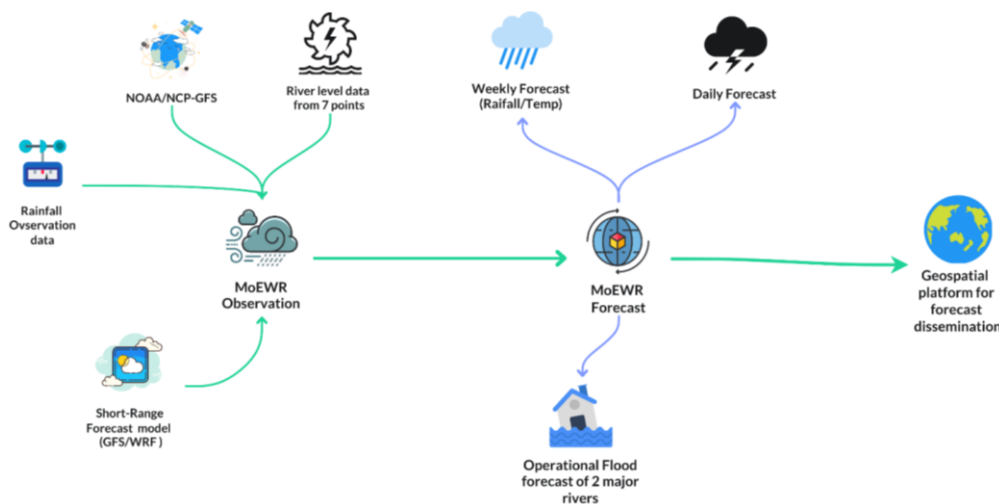 NOAA/NCP-GFS
River level data
from 7 points
Weekly Forecast
(Raifall/Temp)
Daily Forecast
Rainfall
Ovservation
data
MoEWR
Observation
MoEWR
Forecast
Geospatial
platform for
forecast
dissemination
Short-Range
Forecast model
(GFS/WRF )
Operational Flood
forecast of 2 major
rivers